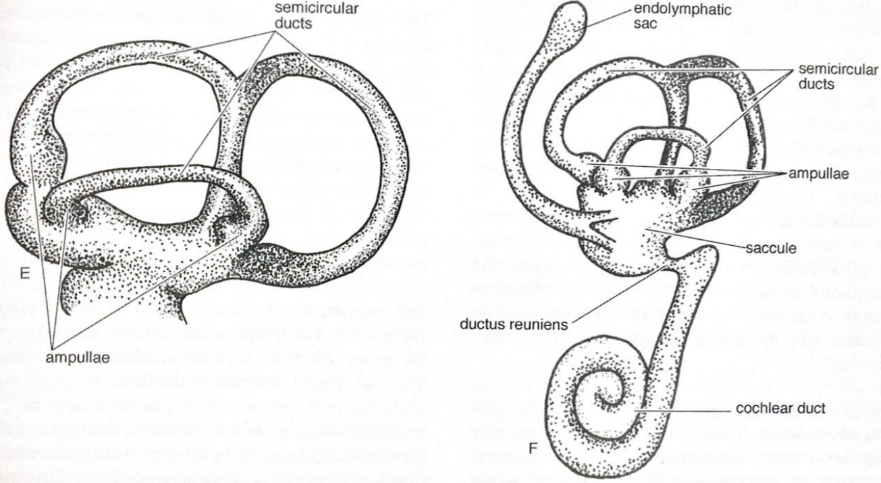 semicircular
ducts
E
ampullae
endolymphatic
sac
semicircular
ducts
ampullae
saccule
ductus reuniens
cochlear duct
F